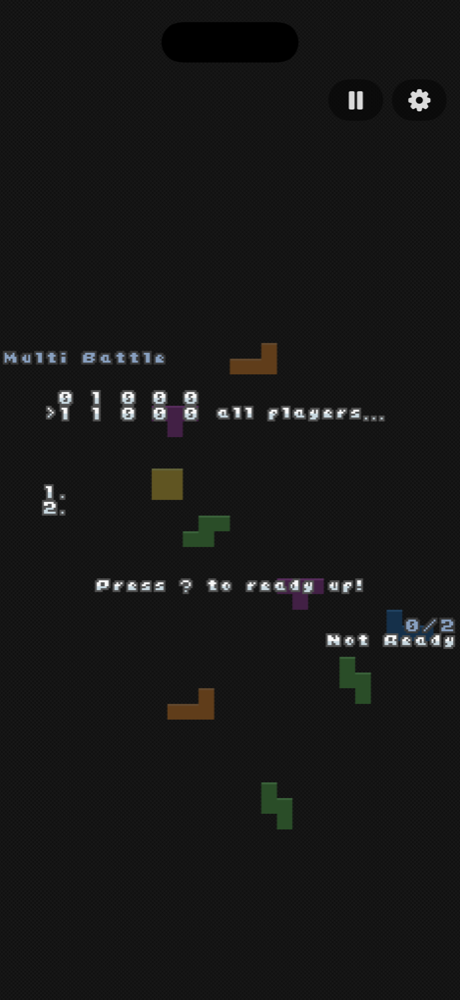 Multi Battle
0 1 0 0 0
>1 1 0 0 0 all players...
1.
2.
Press ? to ready up!
0/2
Not Ready